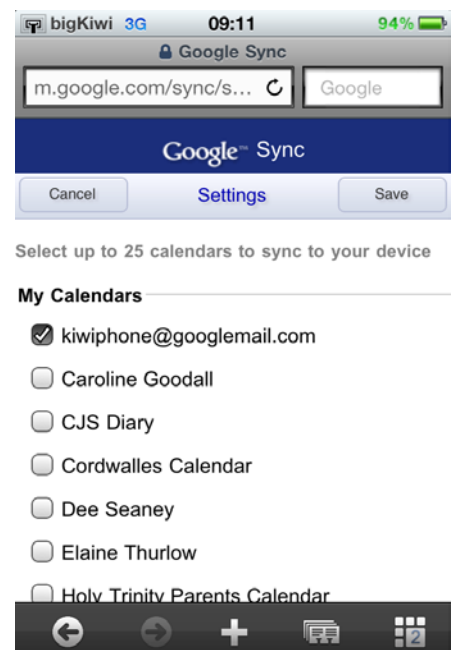 bigKiwi 3G 09:11 94%
Google Sync
m.google.com/sync/s... Google
Google™ Sync
Cancel Settings Save
Select up to 25 calendars to sync to your device
My Calendars
kiwiphone@googlemail.com
Caroline Goodall
CJS Diary
Cordwalles Calendar
Dee Seaney
Elaine Thurlow
Holy Trinity Parents Calendar
2